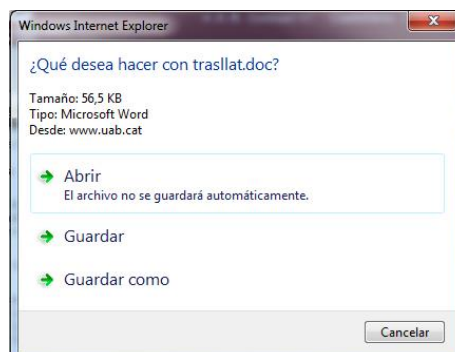 Windows Internet Explorer
¿Qué desea hacer con trasllat.doc?
Tamaño: 56,5 KB
Tipo: Microsoft Word
Desde: www.uab.cat
Abrir
El archivo no se guardará automáticamente.
Guardar
Guardar como
Cancelar